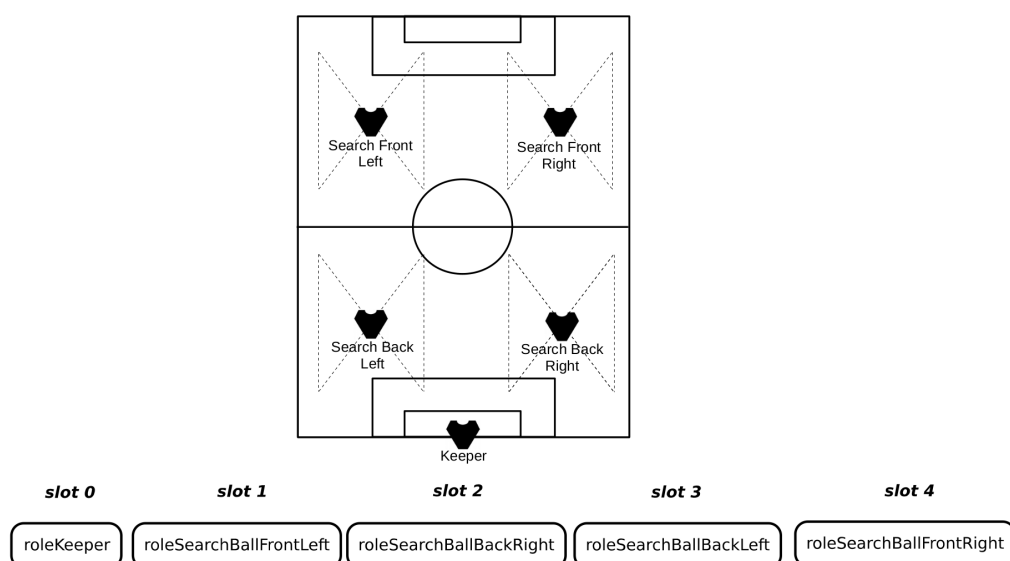 Search Front
Left
Search Front
Right
Search Back
Left
Search Back
Right
Keeper
slot 0
slot 1
slot 2
slot 3
slot 4
roleKeeper
roleSearchBallFrontLeft
roleSearchBallBackRight
roleSearchBallBackLeft
roleSearchBallFrontRight